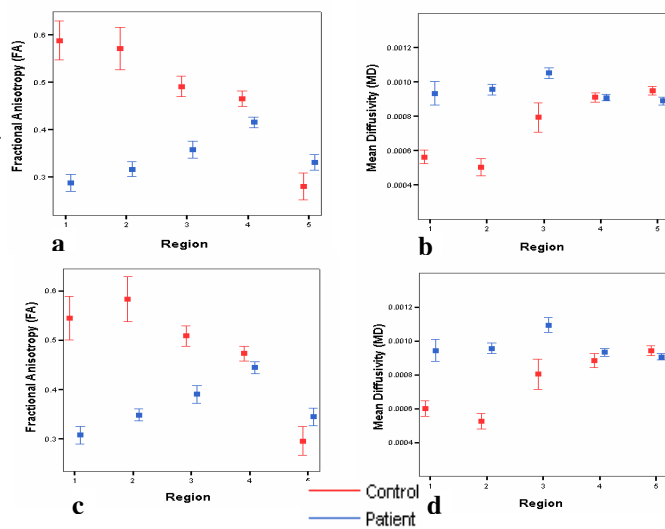 Fractional Anisotropy (FA)
0.6
0.5
0.4
0.3
1 2 3 4 5
a
Region
Mean Diffusivity (MD)
0.0012
0.0010
0.0008
0.0006
0.0004
1 2 3 4 5
b
Region
Fractional Anisotropy (FA)
0.6
0.5
0.4
0.3
1 2 3 4 5
c
Region
Mean Diffusivity (MD)
0.0012
0.0010
0.0008
0.0006
0.0004
1 2 3 4 5
d
Region
Control
Patient